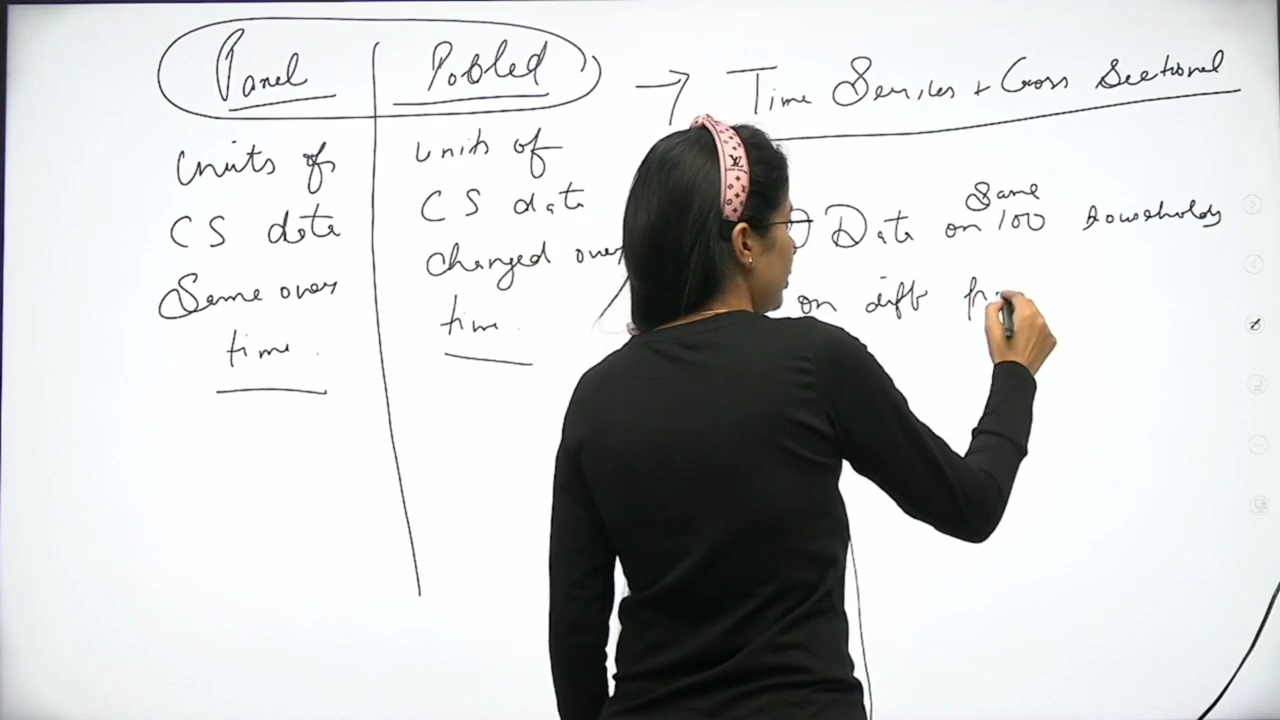 Panel
Pooled
→ Time Series + Cross Sectional
Units of
CS data
Same over
time.
Units of
CS data
changed over
time.
Same
Data on 100 households
on diff